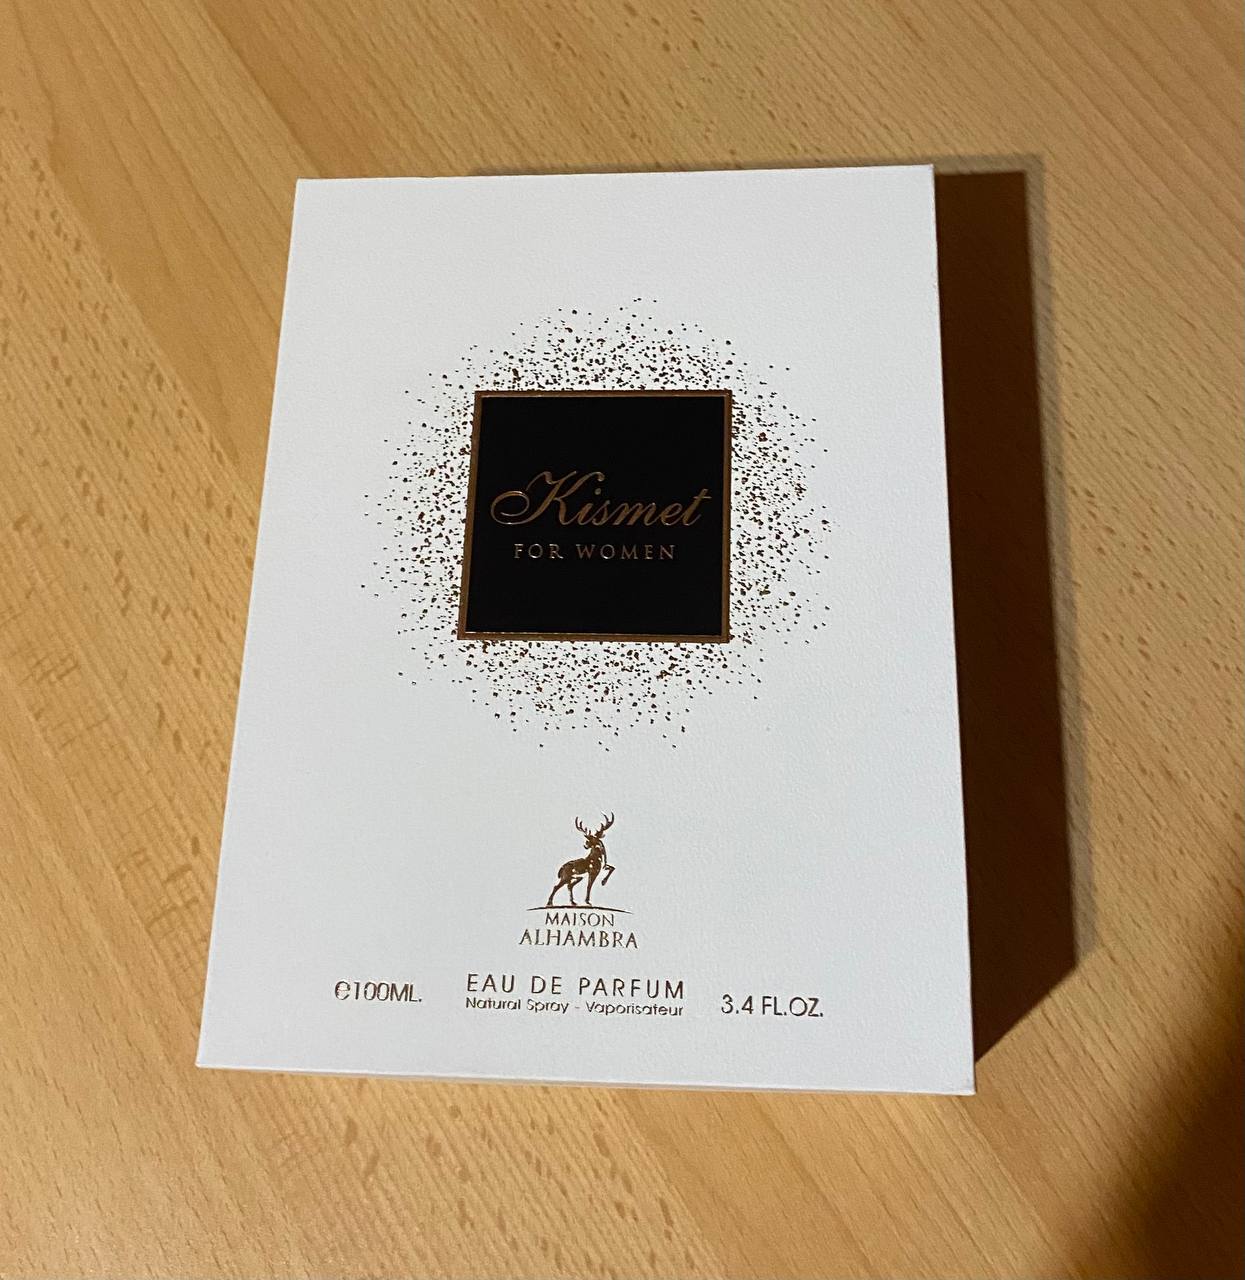 Kismet
FOR WOMEN
MAISON
ALHAMBRA
℮100ML.
EAU DE PARFUM
Natural Spray - Vaporisateur
3.4 FL.OZ.